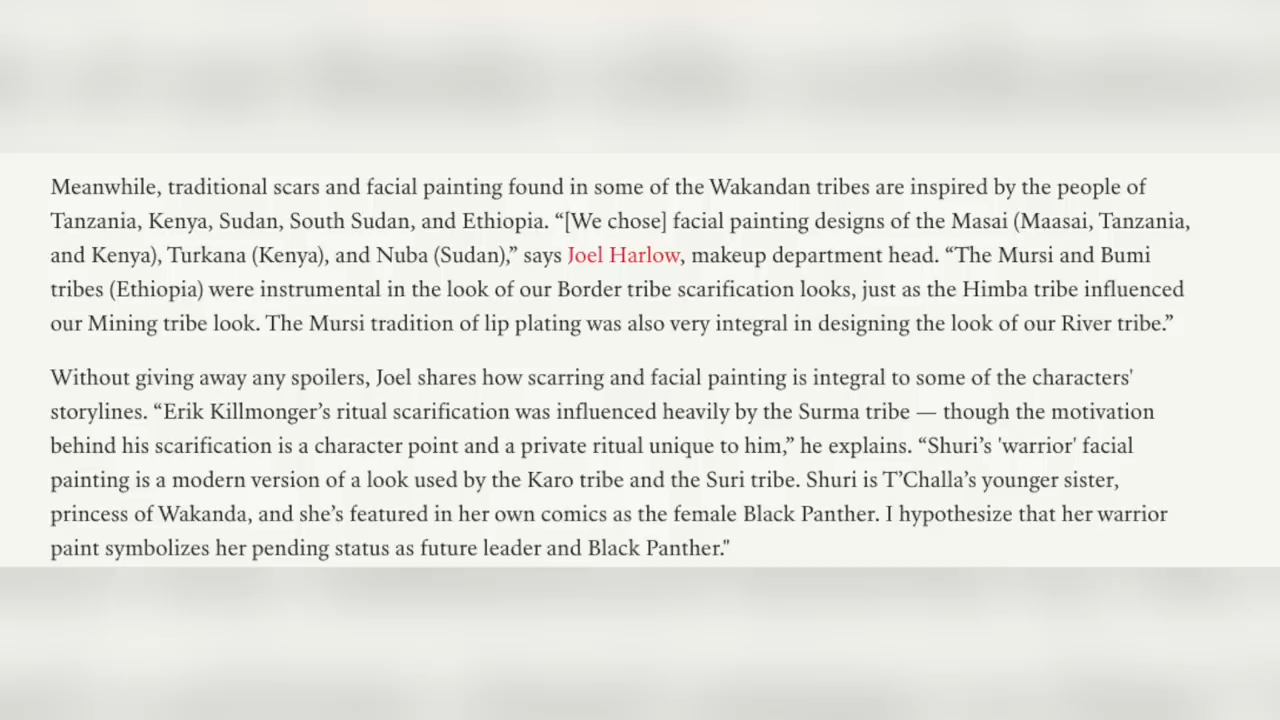 Meanwhile, traditional scars and facial painting found in some of the Wakandan tribes are inspired by the people of
Tanzania, Kenya, Sudan, South Sudan, and Ethiopia. “[We chose] facial painting designs of the Masai (Maasai, Tanzania,
and Kenya), Turkana (Kenya), and Nuba (Sudan),” says Joel Harlow, makeup department head. “The Mursi and Bumi
tribes (Ethiopia) were instrumental in the look of our Border tribe scarification looks, just as the Himba tribe influenced
our Mining tribe look. The Mursi tradition of lip plating was also very integral in designing the look of our River tribe.”
Without giving away any spoilers, Joel shares how scarring and facial painting is integral to some of the characters'
storylines. “Erik Killmonger’s ritual scarification was influenced heavily by the Surma tribe — though the motivation
behind his scarification is a character point and a private ritual unique to him,” he explains. “Shuri’s 'warrior' facial
painting is a modern version of a look used by the Karo tribe and the Suri tribe. Shuri is T’Challa’s younger sister,
princess of Wakanda, and she’s featured in her own comics as the female Black Panther. I hypothesize that her warrior
paint symbolizes her pending status as future leader and Black Panther."